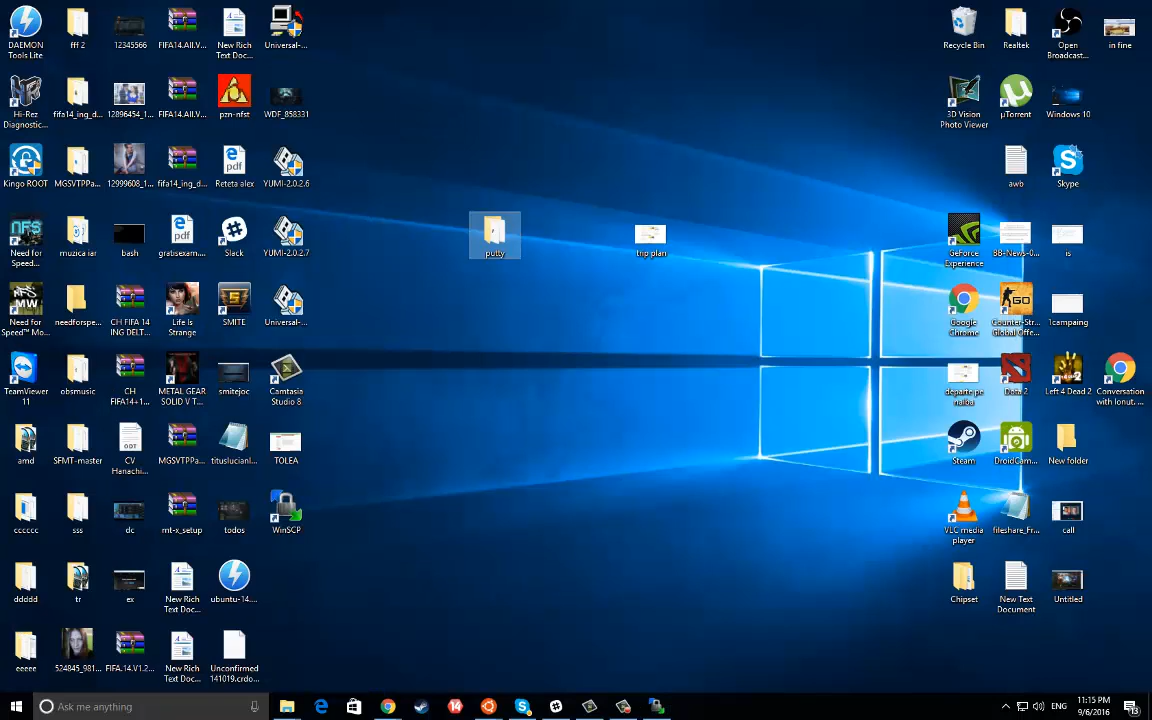 DAEMON
Tools Lite
fff 2
12345566
FIFA14.All.V...
New Rich
Text Doc...
Universal-...
Recycle Bin
Realtek
Open
Broadcast...
in fine
Hi-Rez
Diagnostic...
fifa14_ing_d...
12896454_1...
FIFA14.All.V...
pzn-nfst
WDF_858331
3D Vision
Photo Viewer
µTorrent
Windows 10
Kingo ROOT
MGSVTPPa...
12999608_1...
fifa14_ing_d...
Reteta alex
YUMI-2.0.2.6
awb
Skype
Need for
Speed...
muzica iar
bash
gratisexam...
Slack
YUMI-2.0.2.7
putty
trip plan
GeForce
Experience
BB-News-0...
is
Need for
Speed™ Mo...
needforspe...
CH FIFA 14
ING DELT...
Life Is
Strange
SMITE
Universal-...
Google
Chrome
Counter-Str...
Global Offe...
1campaing
TeamViewer
11
obsmusic
CH
FIFA14+1...
METAL GEAR
SOLID V T...
smitejoc
Camtasia
Studio 8
departe pe
naiba
Dota 2
Left 4 Dead 2
Conversation
with Ionut, ...
amd
SFMT-master
CV
Hanachi...
MGSVTPPa...
tituslucianl...
TOLEA
Steam
DroidCam...
New folder
cccccc
sss
dc
mt-x_setup
todos
WinSCP
VLC media
player
fileshare_Fr...
call
ddddd
tr
ex
New Rich
Text Doc...
ubuntu-14....
Chipset
New Text
Document
Untitled
eeeee
524845_981...
FIFA.14.V1.2...
New Rich
Text Doc...
Unconfirmed
141019.crdo...
Ask me anything
ENG
11:15 PM
9/6/2016
13